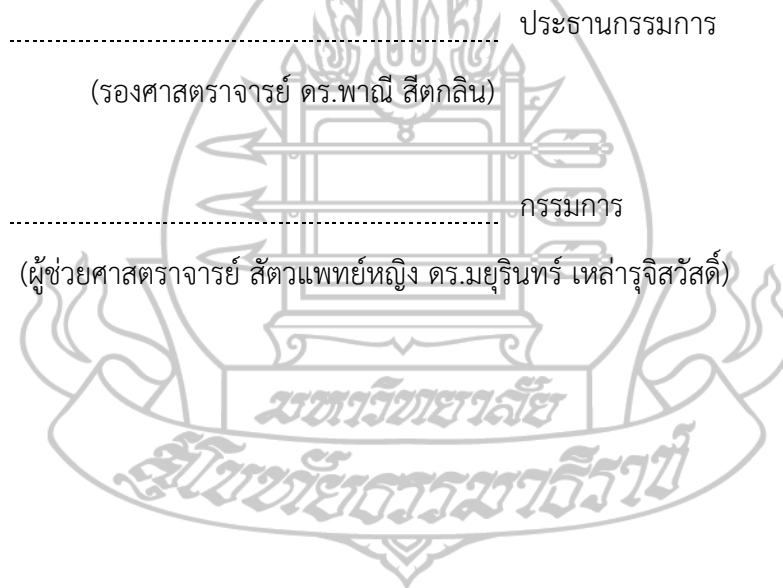 ประธานกรรมการ
(รองศาสตราจารย์ ดร.พาณี สีตกลิน)
กรรมการ
(ผู้ช่วยศาสตราจารย์ สัตวแพทย์หญิง ดร.มยุรินทร์ เหล่ารุจิสวัสดิ์)
มหาวิทยาลัย
สุโขทัยธรรมาธิราช